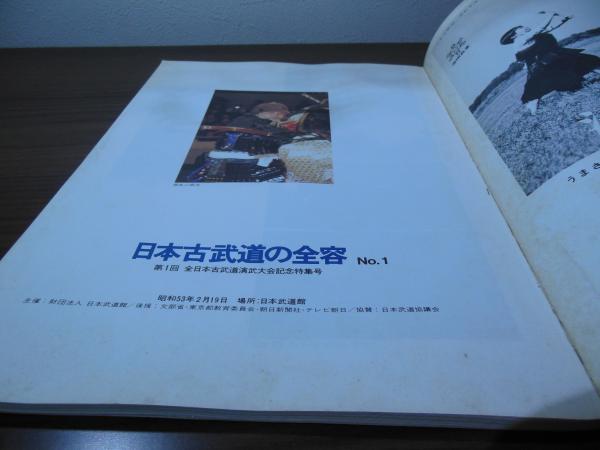 日本古武道の全容 No.1
第1回 全日本古武道演武大会記念特集号
昭和53年2月19日 場所:日本武道館
主催:財団法人 日本武道館/後援:文部省・東京都教育委員会・朝日新聞社・テレビ朝日/協賛:日本武道協議会
うまき